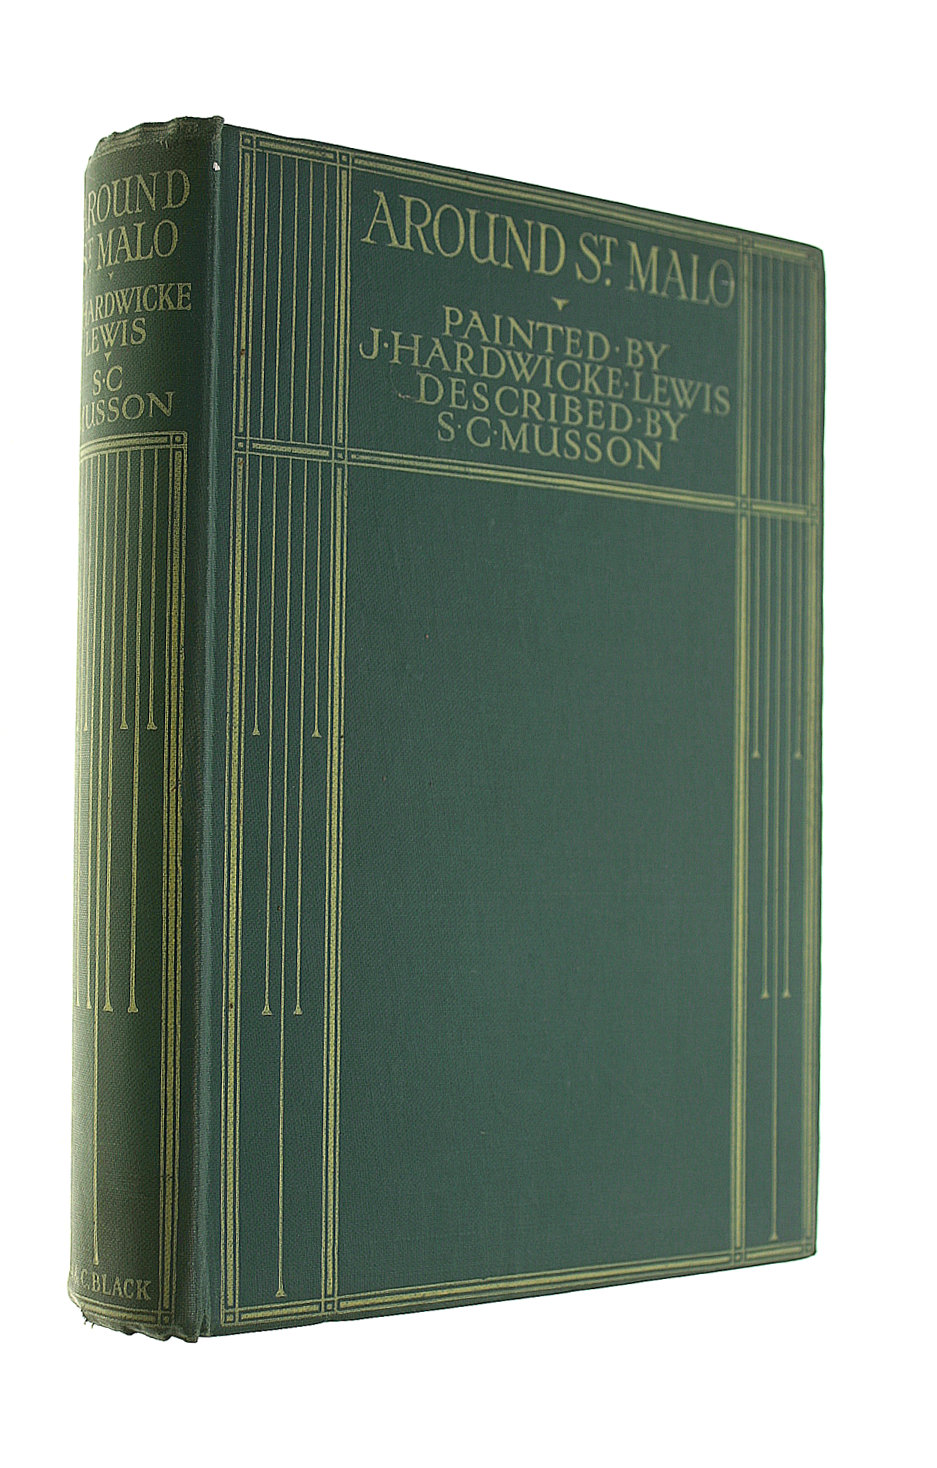 AROUND
ST. MALO
HARDWICKE
LEWIS
S·C
MUSSON
& C. BLACK
AROUND ST. MALO
PAINTED·BY
J·HARDWICKE·LEWIS
DESCRIBED·BY
S·C·MUSSON